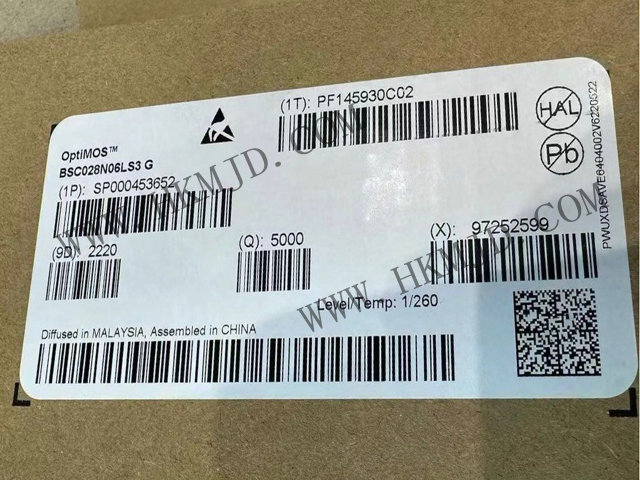 (1T): PF145930C02
OptiMOS™
BSC028N06LS3 G
(1P): SP000453652
HAL
Pb
(9D): 2220
(Q): 5000
(X): 97252599
Level/Temp: 1/260
Diffused in MALAYSIA, Assembled in CHINA
PWUXDSAVE6404002V6220522
WWW.HKMJD.COM
WWW.HKMJD.COM